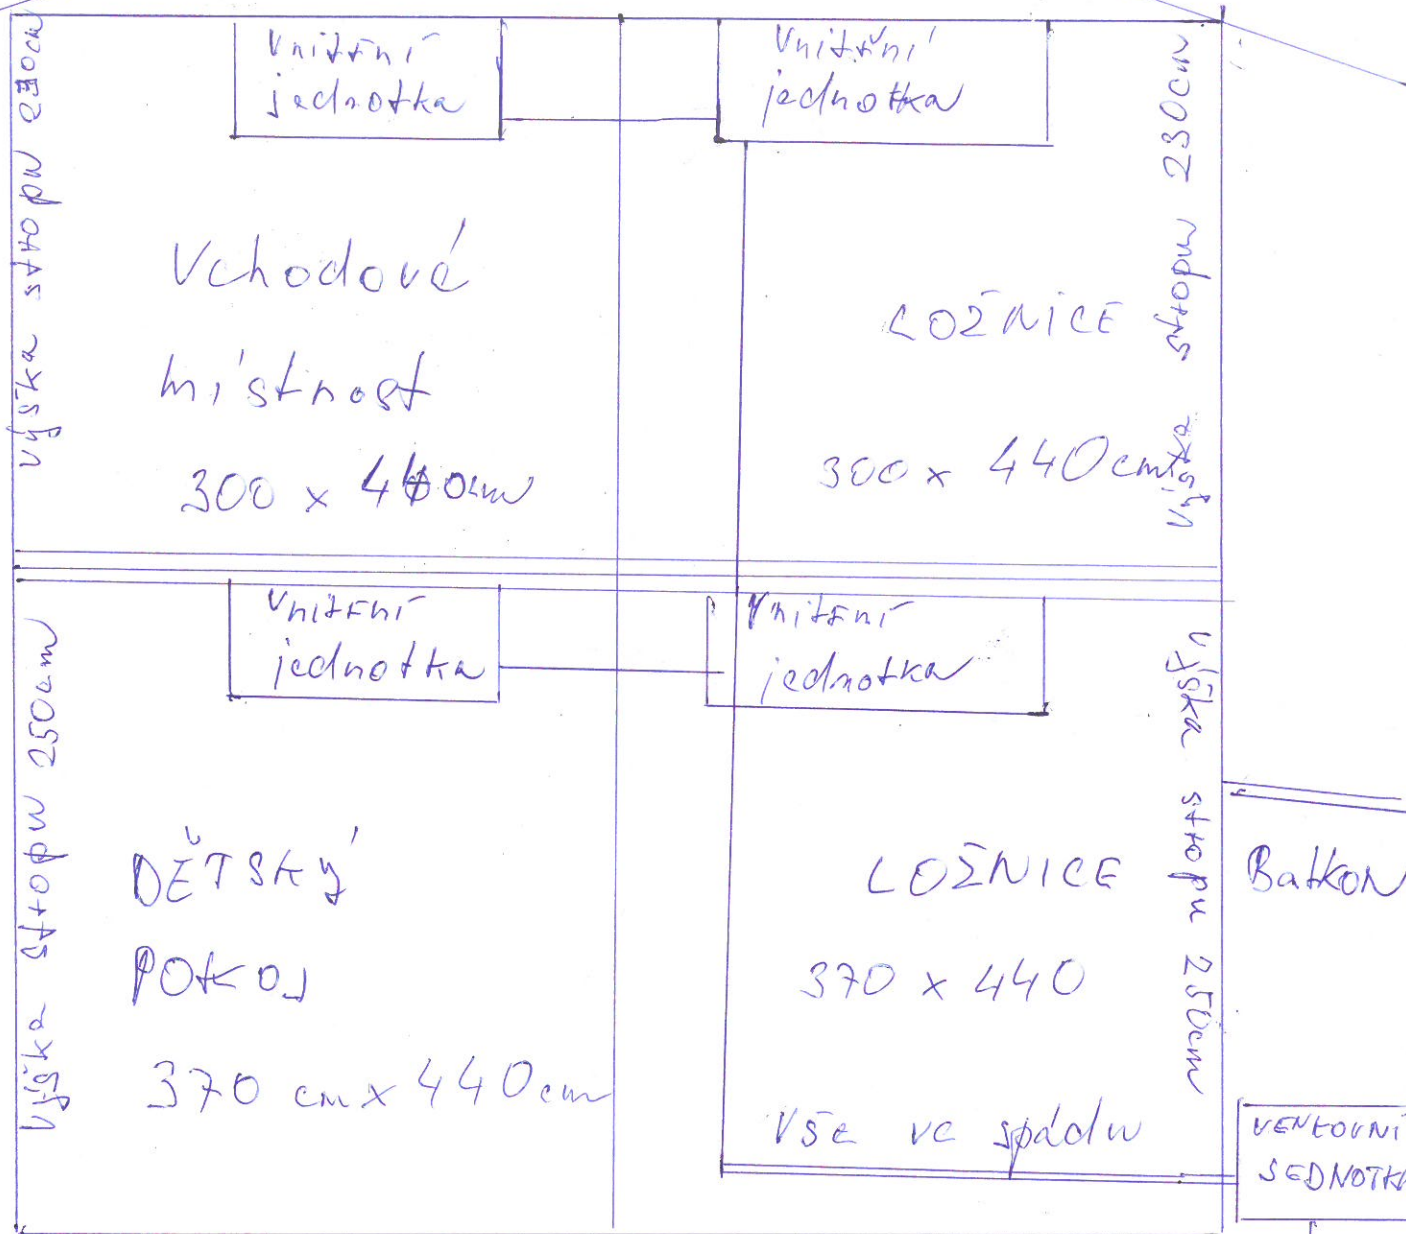 Vnitřní
jednotka
Vnitřní
jednotka
výška stropu 230cm
výška stropu 230cm
Vchodová
místnost
300 x 440cm
LOŽNICE
300 x 440cm
Vnitřní
jednotka
Vnitřní
jednotka
výška stropu 250cm
výška stropu 250cm
DĚTSKÝ
POKOJ
370 cm x 440cm
LOŽNICE
370 x 440
Balkon
Vše ve spádu
VENKOVNÍ
JEDNOTKA